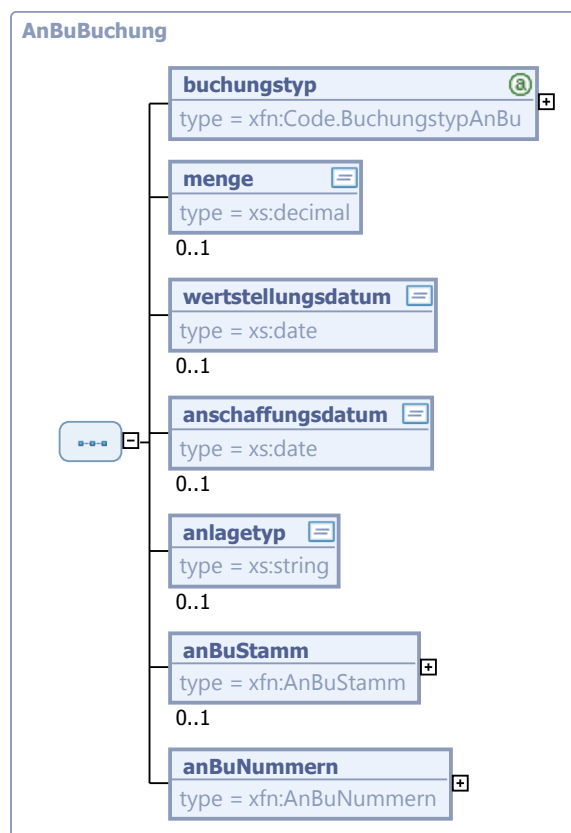 AnBuBuchung
buchungstyp
type = xfn:Code.BuchungstypAnBu
menge
type = xs:decimal
0..1
wertstellungsdatum
type = xs:date
0..1
anschaffungsdatum
type = xs:date
0..1
anlagetyp
type = xs:string
0..1
anBuStamm
type = xfn:AnBuStamm
0..1
anBuNummern
type = xfn:AnBuNummern